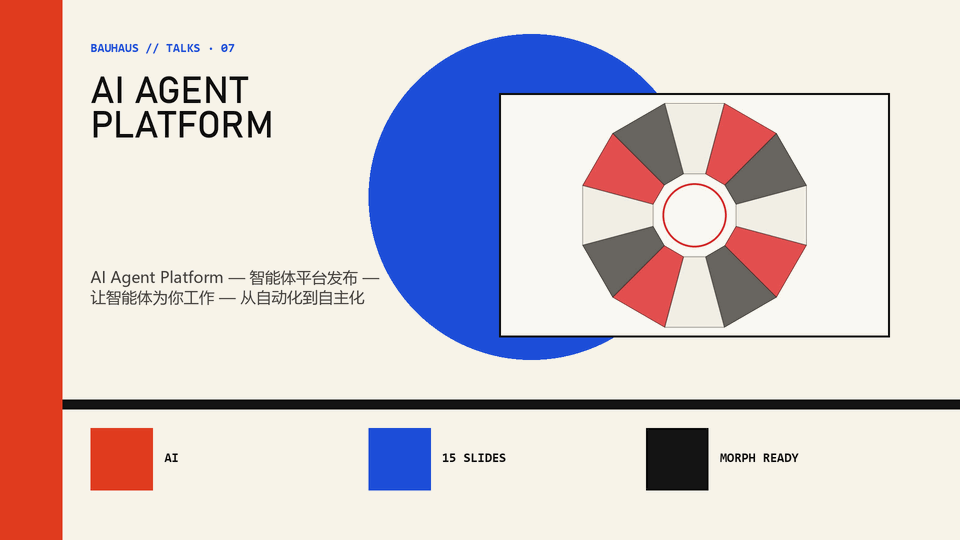 BAUHAUS // TALKS · 07
AI AGENT
PLATFORM
AI Agent Platform — 智能体平台发布 —
让智能体为你工作 — 从自动化到自主化
AI
15 SLIDES
MORPH READY